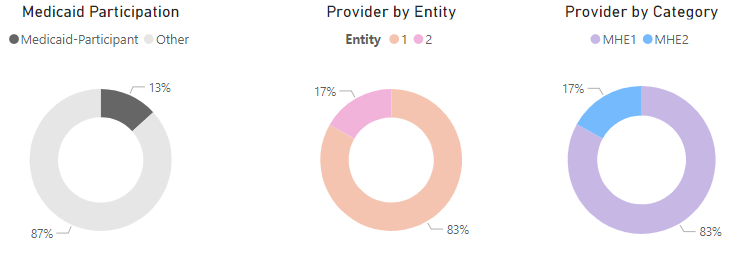 Medicaid Participation
Medicaid-Participant Other
13%
87%
Provider by Entity
Entity 1 2
17%
83%
Provider by Category
MHE1 MHE2
17%
83%